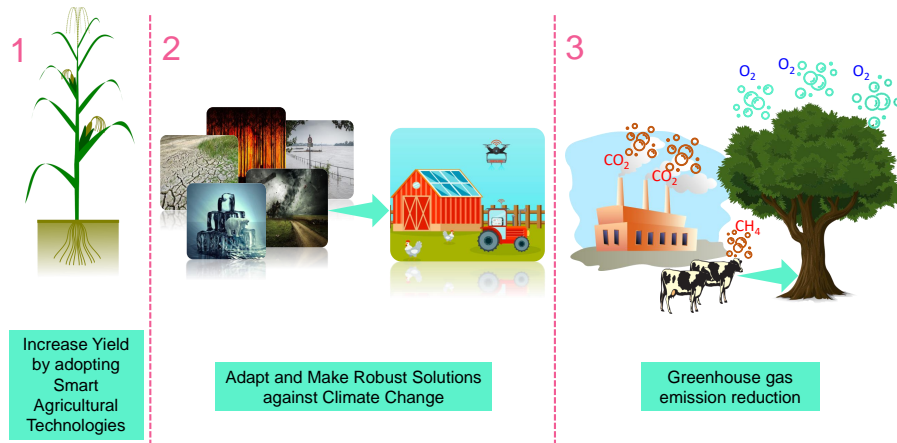 1
Increase Yield
by adopting
Smart
Agricultural
Technologies
2
Adapt and Make Robust Solutions
against Climate Change
3
O₂
O₂
O₂
CO₂
CO₂
CH₄
Greenhouse gas
emission reduction